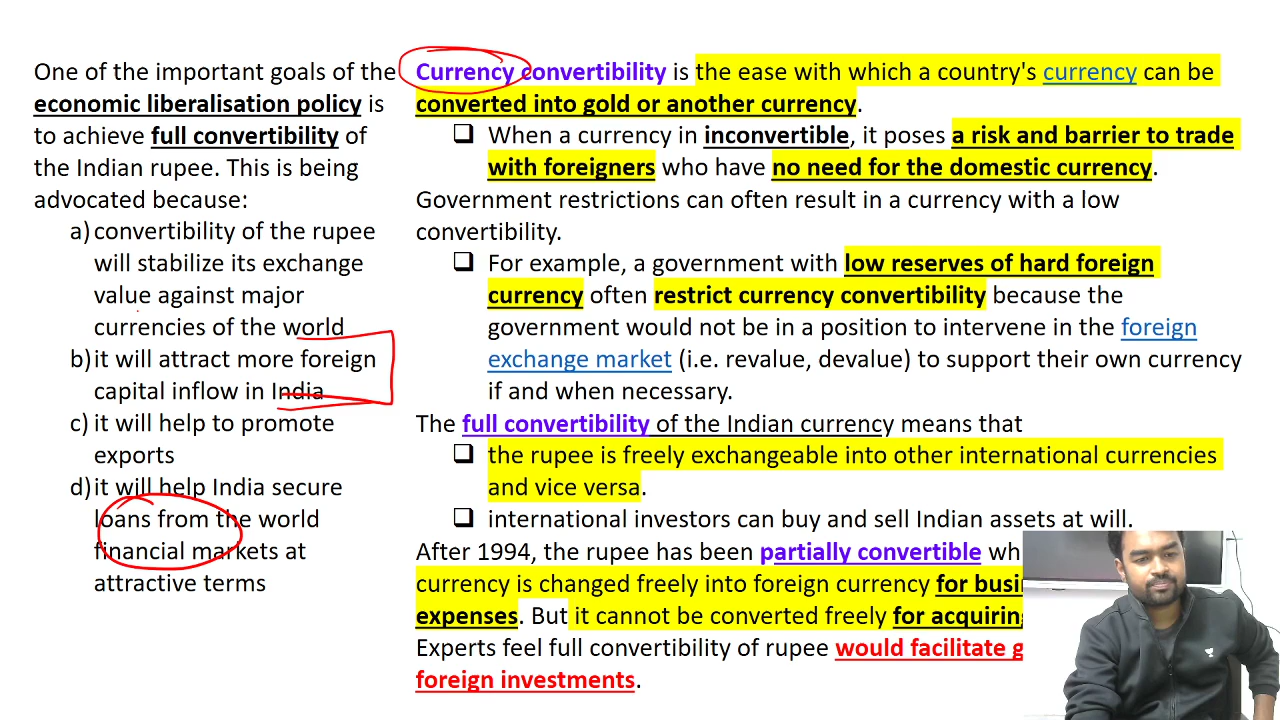 One of the important goals of the
economic liberalisation policy is
to achieve full convertibility of
the Indian rupee. This is being
advocated because:
a) convertibility of the rupee
will stabilize its exchange
value against major
currencies of the world
b) it will attract more foreign
capital inflow in India
c) it will help to promote
exports
d) it will help India secure
loans from the world
financial markets at
attractive terms
Currency convertibility is the ease with which a country's currency can be
converted into gold or another currency.
❑ When a currency in inconvertible, it poses a risk and barrier to trade
with foreigners who have no need for the domestic currency.
Government restrictions can often result in a currency with a low
convertibility.
❑ For example, a government with low reserves of hard foreign
currency often restrict currency convertibility because the
government would not be in a position to intervene in the foreign
exchange market (i.e. revalue, devalue) to support their own currency
if and when necessary.
The full convertibility of the Indian currency means that
❑ the rupee is freely exchangeable into other international currencies
and vice versa.
❑ international investors can buy and sell Indian assets at will.
After 1994, the rupee has been partially convertible
currency is changed freely into foreign currency for
expenses. But it cannot be converted freely for
Experts feel full convertibility of rupee would facilitate
foreign investments.